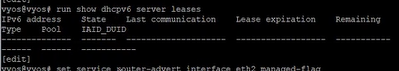 [edit]
vyos@vyos# run show dhcpv6 server leases
IPv6 address State Last communication Lease expiration Remaining
Type Pool IAID_DUID
------------ ------- ------------------ ---------------- -----------
------ ------ ---------
[edit]
vyos@vyos# set service router-advert interface eth2 managed-flag